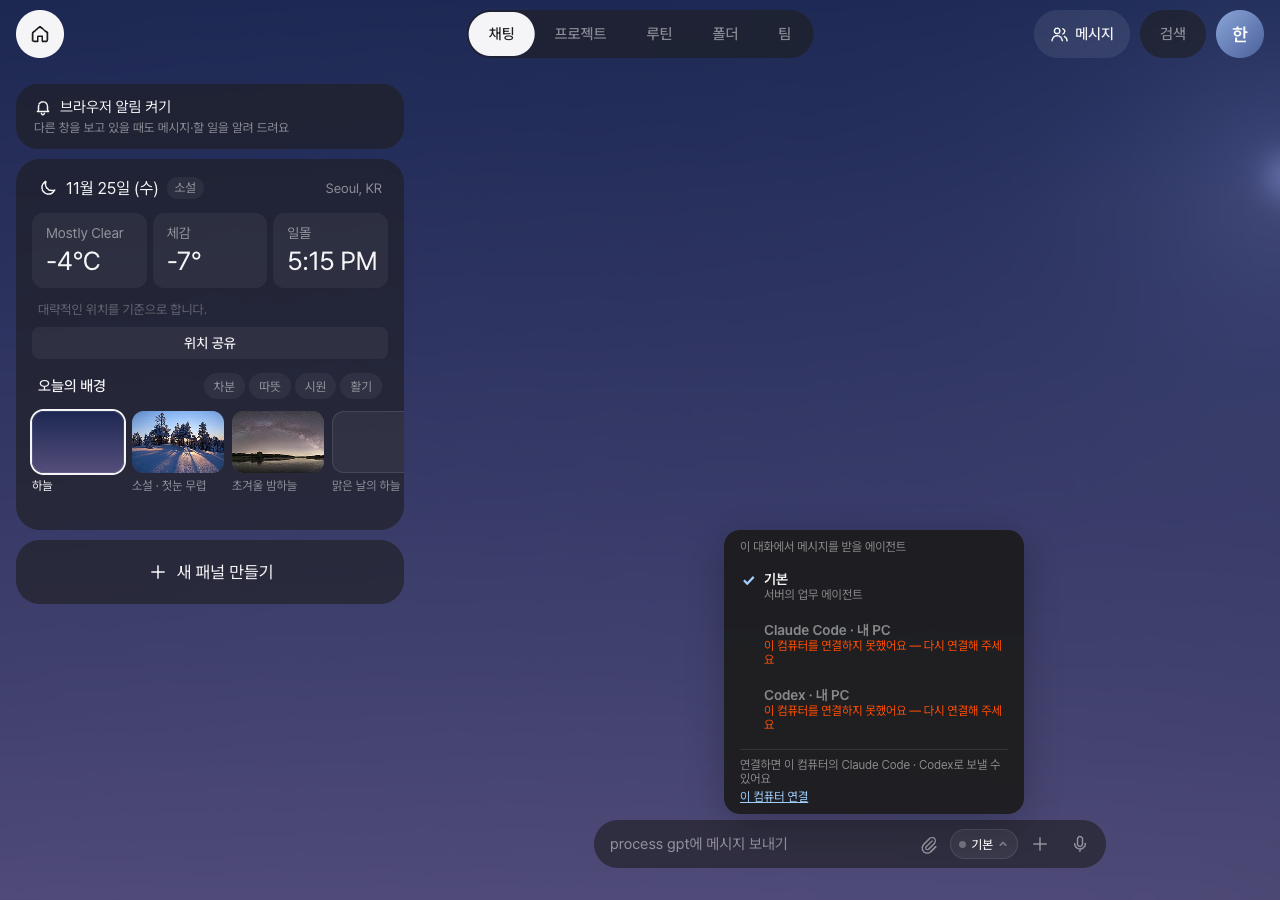 채팅
프로젝트
루틴
폴더
팀
메시지
검색
한
브라우저 알림 켜기
다른 창을 보고 있을 때도 메시지·할 일을 알려 드려요
11월 25일 (수)
소설
Seoul, KR
Mostly Clear
-4°C
체감
-7°
일몰
5:15 PM
대략적인 위치를 기준으로 합니다.
위치 공유
오늘의 배경
차분
따뜻
시원
활기
하늘
소설 · 첫눈 무렵
초겨울 밤하늘
맑은 날의 하늘
새 패널 만들기
이 대화에서 메시지를 받을 에이전트
기본
서버의 업무 에이전트
Claude Code · 내 PC
이 컴퓨터를 연결하지 못했어요 — 다시 연결해 주세
요
Codex · 내 PC
이 컴퓨터를 연결하지 못했어요 — 다시 연결해 주세
요
연결하면 이 컴퓨터의 Claude Code · Codex로 보낼 수
있어요
이 컴퓨터 연결
process gpt에 메시지 보내기
기본